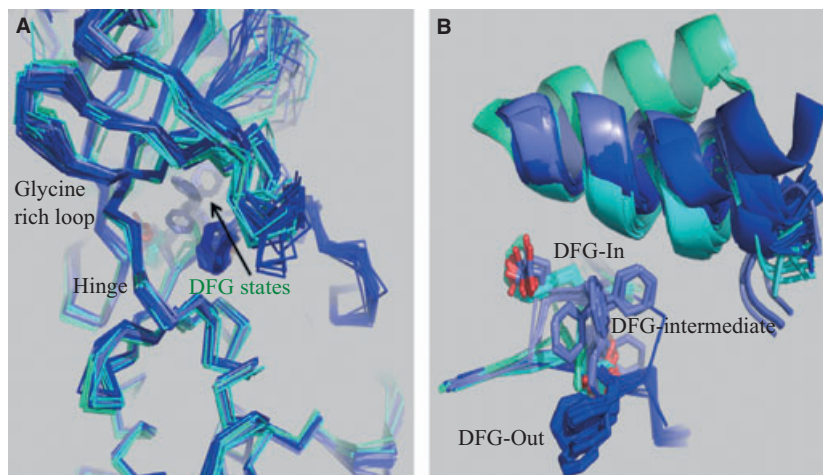 A
Glycine
rich loop
Hinge
DFG states
B
DFG-In
DFG-intermediate
DFG-Out